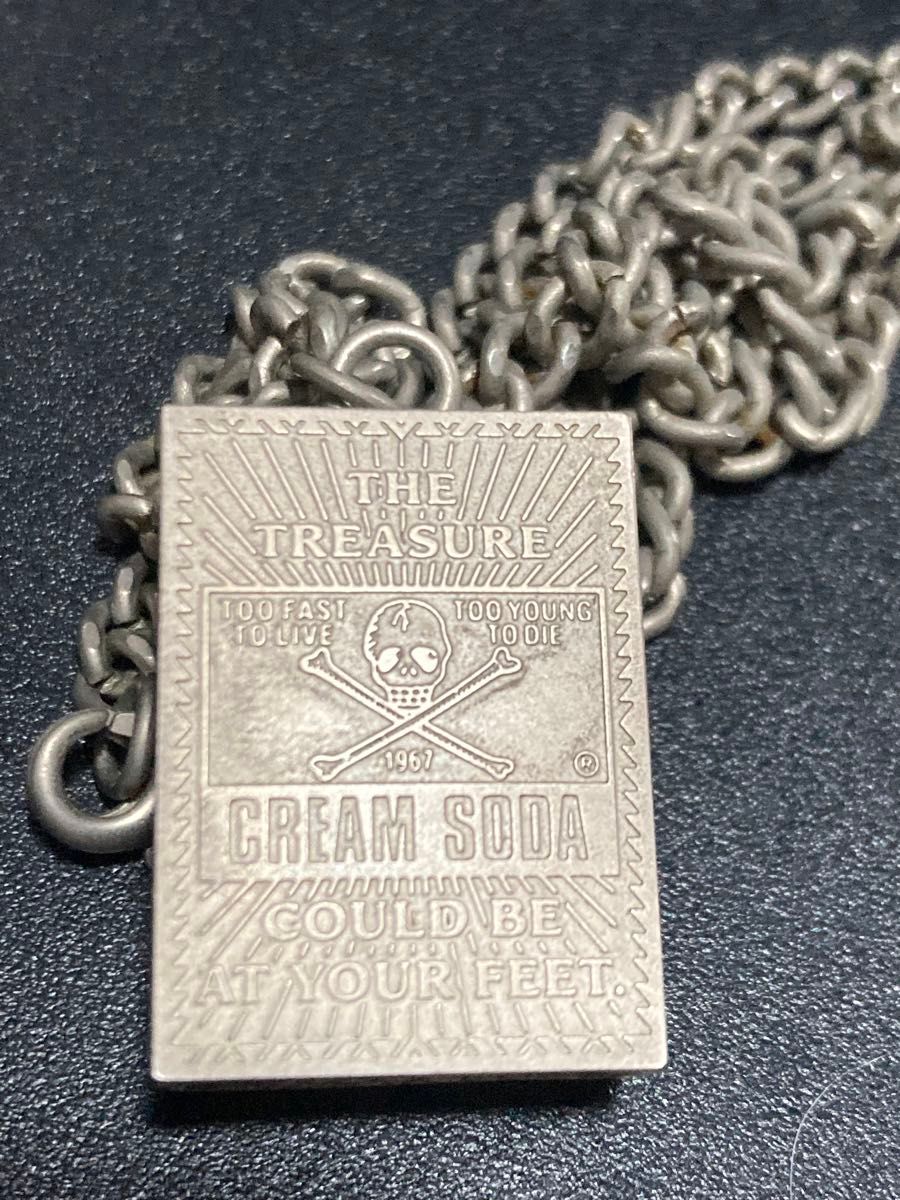 THE
TREASURE
TOO FAST TOO YOUNG
TO LIVE TO DIE
1967
®
CREAM SODA
COULD BE
AT YOUR FEET.